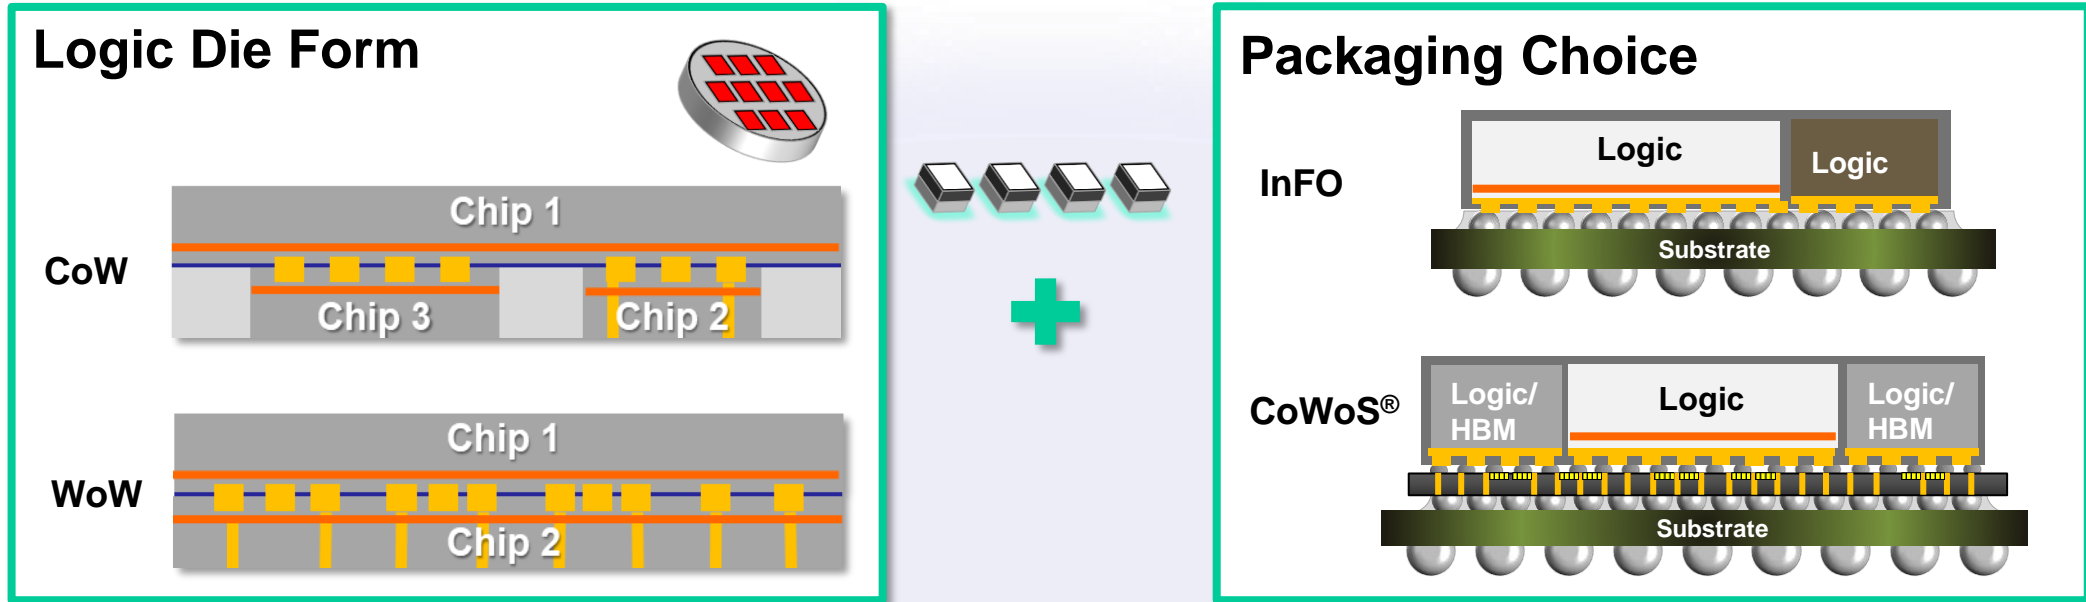 Logic Die Form
CoW
Chip 1
Chip 3
Chip 2
WoW
Chip 1
Chip 2
Packaging Choice
InFO
Logic
Logic
Substrate
CoWoS®
Logic/
HBM
Logic
Logic/
HBM
Substrate